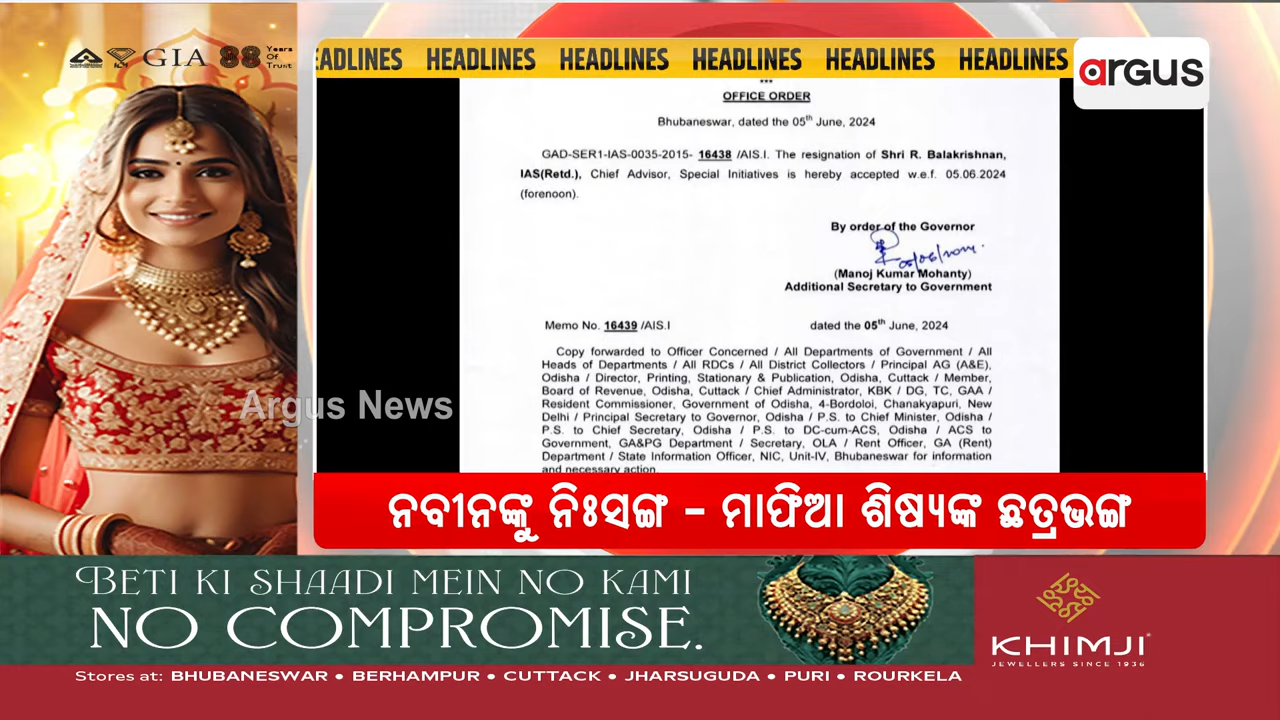 GIA 88 Years
Of
Trust
EADLINES HEADLINES HEADLINES HEADLINES HEADLINES HEADLINES
argus
***
OFFICE ORDER
Bhubaneswar, dated the 05th June, 2024
GAD-SER1-IAS-0035-2015- 16438 /AIS.I. The resignation of Shri R. Balakrishnan,
IAS(Retd.), Chief Advisor, Special Initiatives is hereby accepted w.e.f. 05.06.2024
(forenoon).
By order of the Governor
(Manoj Kumar Mohanty)
Additional Secretary to Government
Memo No. 16439 /AIS.I dated the 05th June, 2024
Copy forwarded to Officer Concerned / All Departments of Government / All
Heads of Departments / All RDCs / All District Collectors / Principal AG (A&E),
Odisha / Director, Printing, Stationary & Publication, Odisha, Cuttack / Member,
Board of Revenue, Odisha, Cuttack / Chief Administrator, KBK / DG, TC, GAA /
Resident Commissioner, Government of Odisha, 4-Bordoloi, Chanakyapuri, New
Delhi / Principal Secretary to Governor, Odisha / P.S. to Chief Minister, Odisha /
P.S. to Chief Secretary, Odisha / P.S. to DC-cum-ACS, Odisha / ACS to
Government, GA&PG Department / Secretary, OLA / Rent Officer, GA (Rent)
Department / State Information Officer, NIC, Unit-IV, Bhubaneswar for information
and necessary action.
Argus News
ନବୀନଙ୍କୁ ନିଃସଙ୍ଗ - ମାଫିଆ ଶିଷ୍ୟଙ୍କ ଛତ୍ରଭଙ୍ଗ
BETI KI SHAADI MEIN NO KAMI
NO COMPROMISE.
KHIMJI
JEWELLERS SINCE 1936
Stores at: BHUBANESWAR • BERHAMPUR • CUTTACK • JHARSUGUDA • PURI • ROURKELA